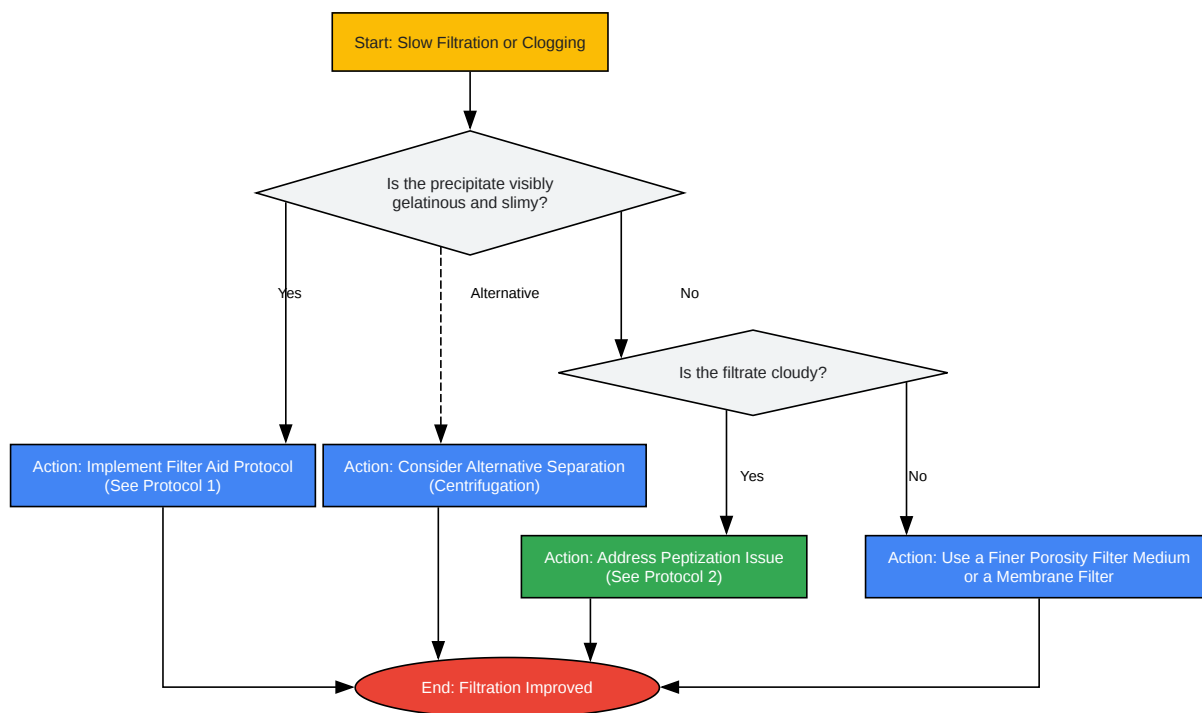 Start: Slow Filtration or Clogging
Is the precipitate visibly
gelatinous and slimy?
Yes
Alternative
No
Is the filtrate cloudy?
Action: Implement Filter Aid Protocol
(See Protocol 1)
Action: Consider Alternative Separation
(Centrifugation)
Yes
No
Action: Address Peptization Issue
(See Protocol 2)
Action: Use a Finer Porosity Filter Medium
or a Membrane Filter
End: Filtration Improved